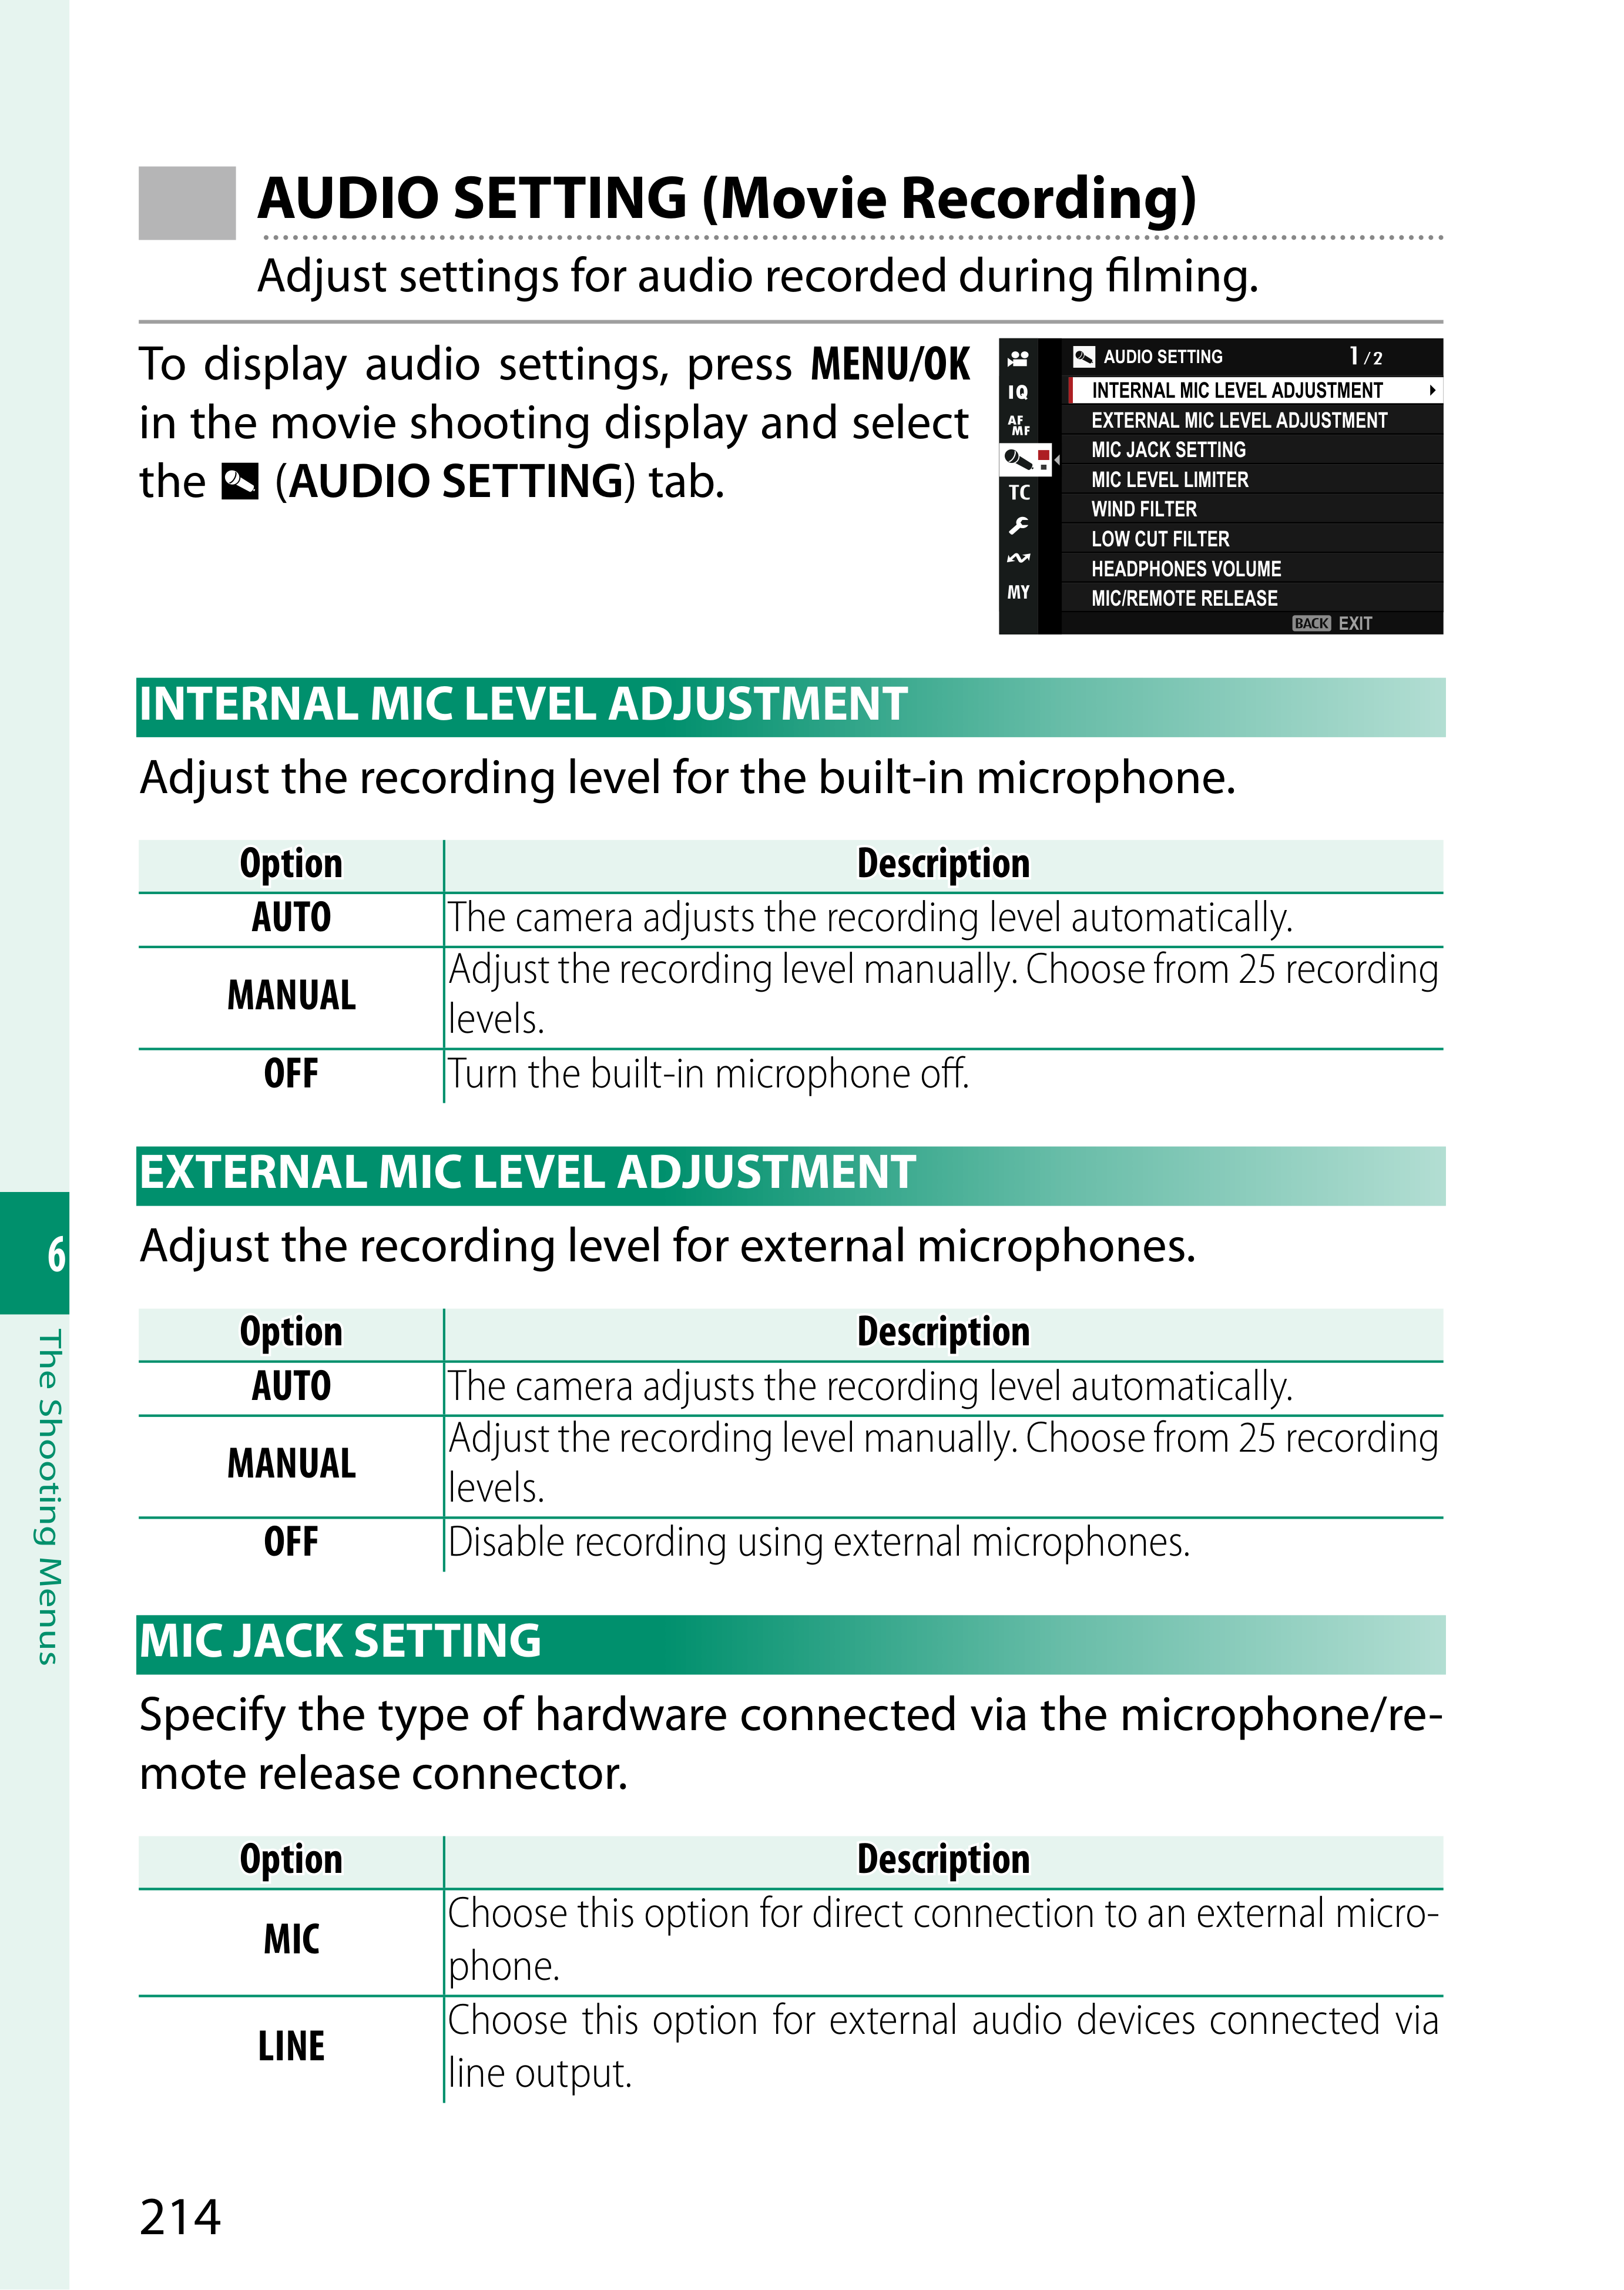 AUDIO SETTING (Movie Recording)
Adjust settings for audio recorded during filming.
To display audio settings, press MENU/OK
in the movie shooting display and select
the (AUDIO SETTING) tab.
AUDIO SETTING 1/2
IQ
INTERNAL MIC LEVEL ADJUSTMENT
AF
MF
EXTERNAL MIC LEVEL ADJUSTMENT
MIC JACK SETTING
MIC LEVEL LIMITER
TC
WIND FILTER
LOW CUT FILTER
HEADPHONES VOLUME
MY
MIC/REMOTE RELEASE
BACK EXIT
INTERNAL MIC LEVEL ADJUSTMENT
Adjust the recording level for the built-in microphone.
Option Description
AUTO The camera adjusts the recording level automatically.
MANUAL Adjust the recording level manually. Choose from 25 recording
levels.
OFF Turn the built-in microphone off.
EXTERNAL MIC LEVEL ADJUSTMENT
Adjust the recording level for external microphones.
Option Description
AUTO The camera adjusts the recording level automatically.
MANUAL Adjust the recording level manually. Choose from 25 recording
levels.
OFF Disable recording using external microphones.
MIC JACK SETTING
Specify the type of hardware connected via the microphone/re-
mote release connector.
Option Description
MIC Choose this option for direct connection to an external micro-
phone.
LINE Choose this option for external audio devices connected via
line output.
6
The Shooting Menus
214